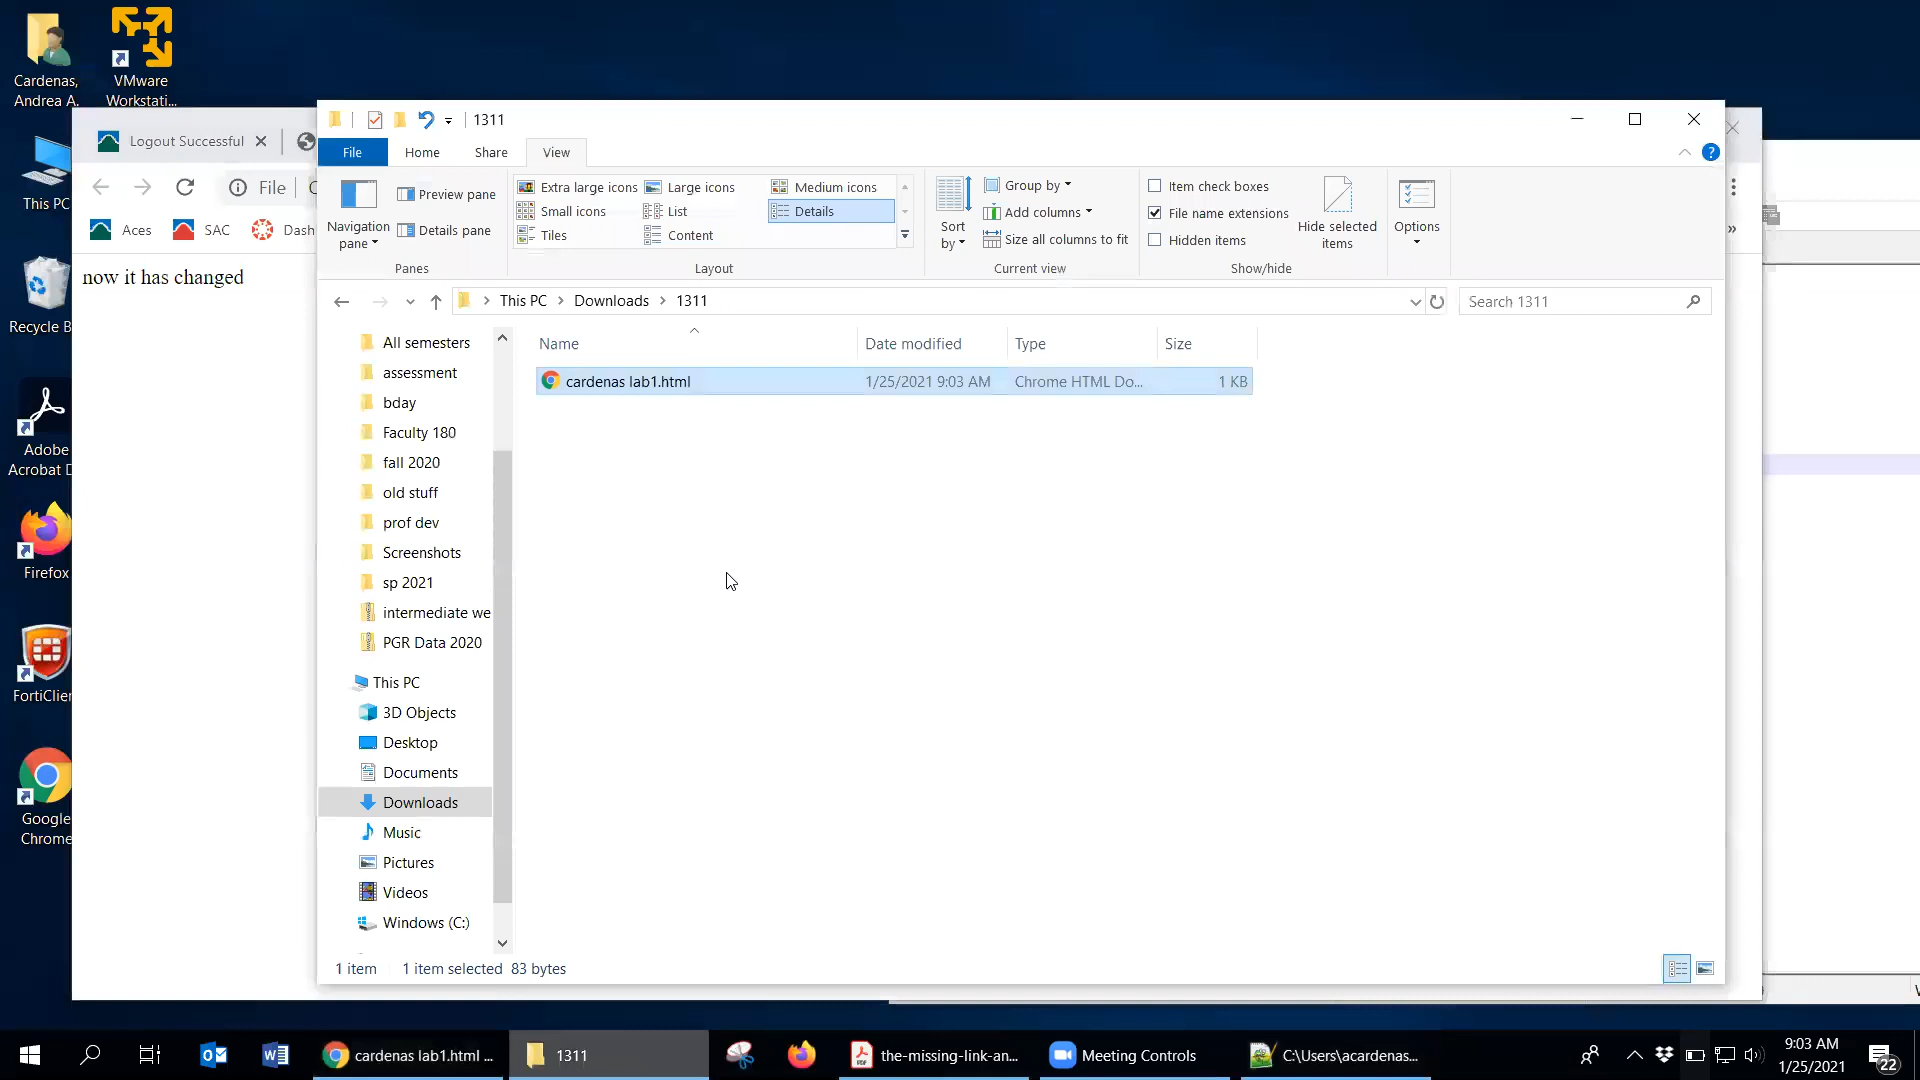 Cardenas,
Andrea A.
VMware
Workstati...
This PC
Recycle B
Adobe
Acrobat D
Firefox
FortiClien
Google
Chrome
Logout Successful
File
Aces
SAC
Dash
»
now it has changed
1311
File
Home
Share
View
Navigation
pane
Preview pane
Details pane
Panes
Extra large icons
Large icons
Medium icons
Small icons
List
Details
Tiles
Content
Layout
Sort
by
Group by
Add columns
Size all columns to fit
Current view
Item check boxes
File name extensions
Hidden items
Hide selected
items
Show/hide
Options
This PC > Downloads > 1311
Search 1311
Name
Date modified
Type
Size
cardenas lab1.html
1/25/2021 9:03 AM
Chrome HTML Do...
1 KB
All semesters
assessment
bday
Faculty 180
fall 2020
old stuff
prof dev
Screenshots
sp 2021
intermediate we
PGR Data 2020
This PC
3D Objects
Desktop
Documents
Downloads
Music
Pictures
Videos
Windows (C:)
1 item
1 item selected 83 bytes
cardenas lab1.html ...
1311
the-missing-link-an...
Meeting Controls
C:\Users\acardenas...
9:03 AM
1/25/2021
22